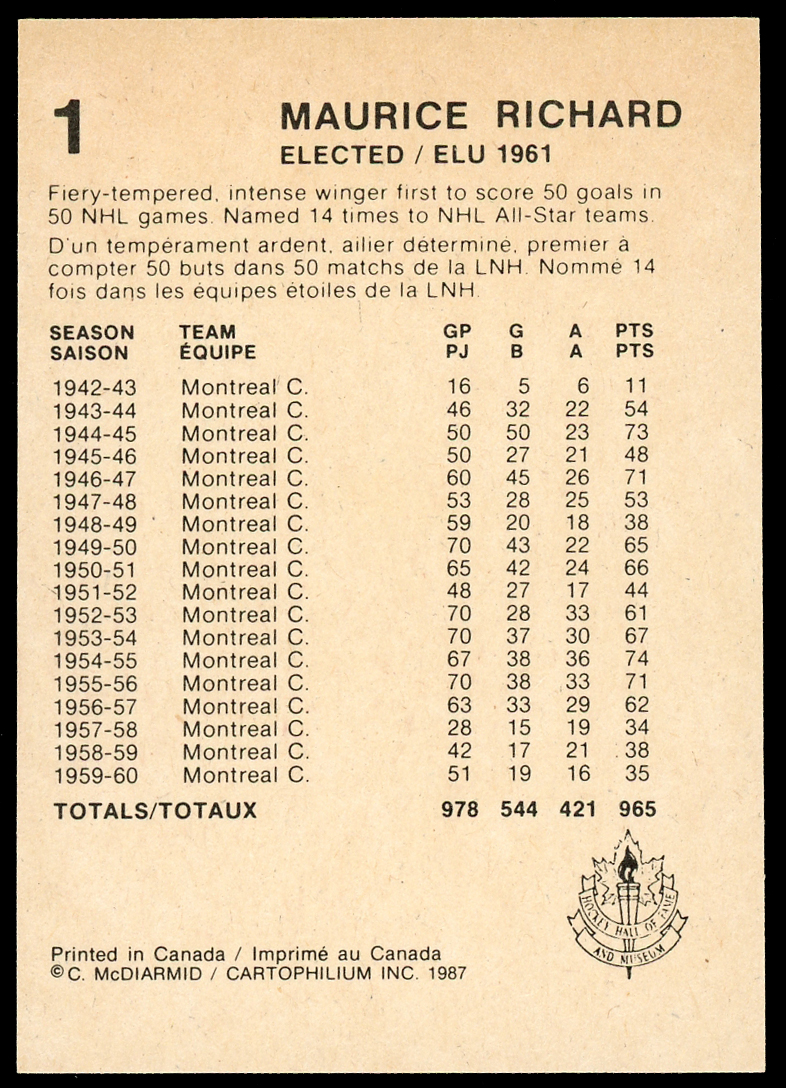 1
MAURICE RICHARD
ELECTED / ELU 1961
Fiery-tempered, intense winger first to score 50 goals in
50 NHL games. Named 14 times to NHL All-Star teams.
D'un tempérament ardent, ailier déterminé, premier à
compter 50 buts dans 50 matchs de la LNH. Nommé 14
fois dans les équipes étoiles de la LNH.
SEASON TEAM GP G A PTS
SAISON ÉQUIPE PJ B A PTS
1942-43 Montreal C. 16 5 6 11
1943-44 Montreal C. 46 32 22 54
1944-45 Montreal C. 50 50 23 73
1945-46 Montreal C. 50 27 21 48
1946-47 Montreal C. 60 45 26 71
1947-48 Montreal C. 53 28 25 53
1948-49 Montreal C. 59 20 18 38
1949-50 Montreal C. 70 43 22 65
1950-51 Montreal C. 65 42 24 66
1951-52 Montreal C. 48 27 17 44
1952-53 Montreal C. 70 28 33 61
1953-54 Montreal C. 70 37 30 67
1954-55 Montreal C. 67 38 36 74
1955-56 Montreal C. 70 38 33 71
1956-57 Montreal C. 63 33 29 62
1957-58 Montreal C. 28 15 19 34
1958-59 Montreal C. 42 17 21 38
1959-60 Montreal C. 51 19 16 35
TOTALS/TOTAUX 978 544 421 965
HOCKEY HALL OF FAME
AND MUSEUM
Printed in Canada / Imprimé au Canada
©C. McDIARMID / CARTOPHILIUM INC. 1987